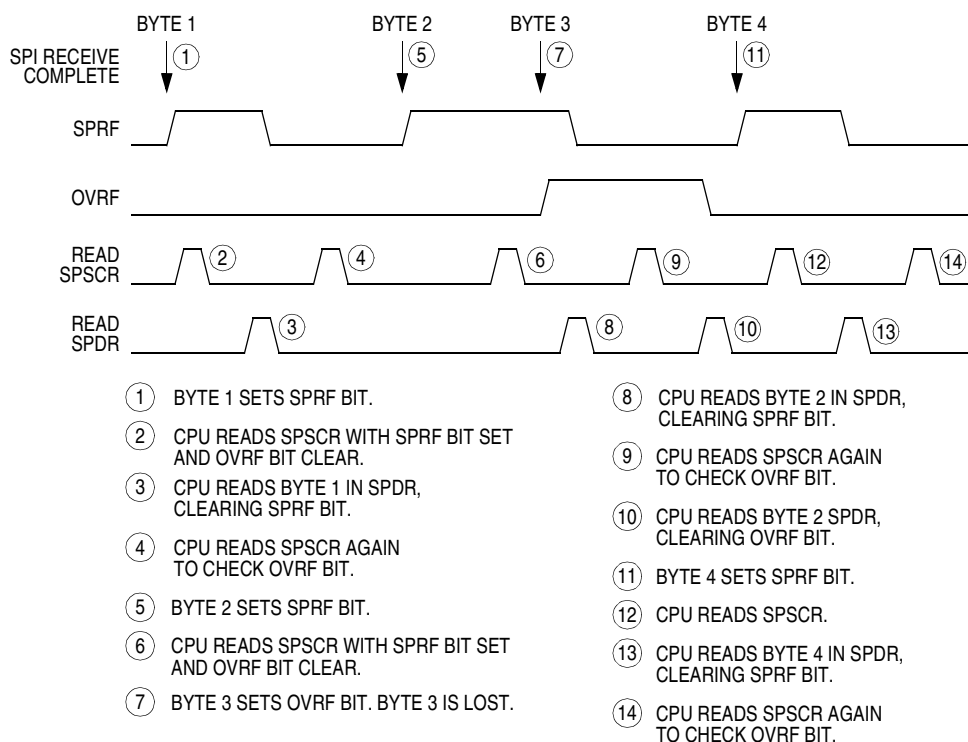 BYTE 1 BYTE 2 BYTE 3 BYTE 4
SPI RECEIVE
COMPLETE
1 5 7 11
SPRF
OVRF
READ
SPSCR
2 4 6 9 12 14
READ
SPDR
3 8 10 13
1 BYTE 1 SETS SPRF BIT.
2 CPU READS SPSCR WITH SPRF BIT SET
AND OVRF BIT CLEAR.
3 CPU READS BYTE 1 IN SPDR,
CLEARING SPRF BIT.
4 CPU READS SPSCR AGAIN
TO CHECK OVRF BIT.
5 BYTE 2 SETS SPRF BIT.
6 CPU READS SPSCR WITH SPRF BIT SET
AND OVRF BIT CLEAR.
7 BYTE 3 SETS OVRF BIT. BYTE 3 IS LOST.
8 CPU READS BYTE 2 IN SPDR,
CLEARING SPRF BIT.
9 CPU READS SPSCR AGAIN
TO CHECK OVRF BIT.
10 CPU READS BYTE 2 SPDR,
CLEARING OVRF BIT.
11 BYTE 4 SETS SPRF BIT.
12 CPU READS SPSCR.
13 CPU READS BYTE 4 IN SPDR,
CLEARING SPRF BIT.
14 CPU READS SPSCR AGAIN
TO CHECK OVRF BIT.